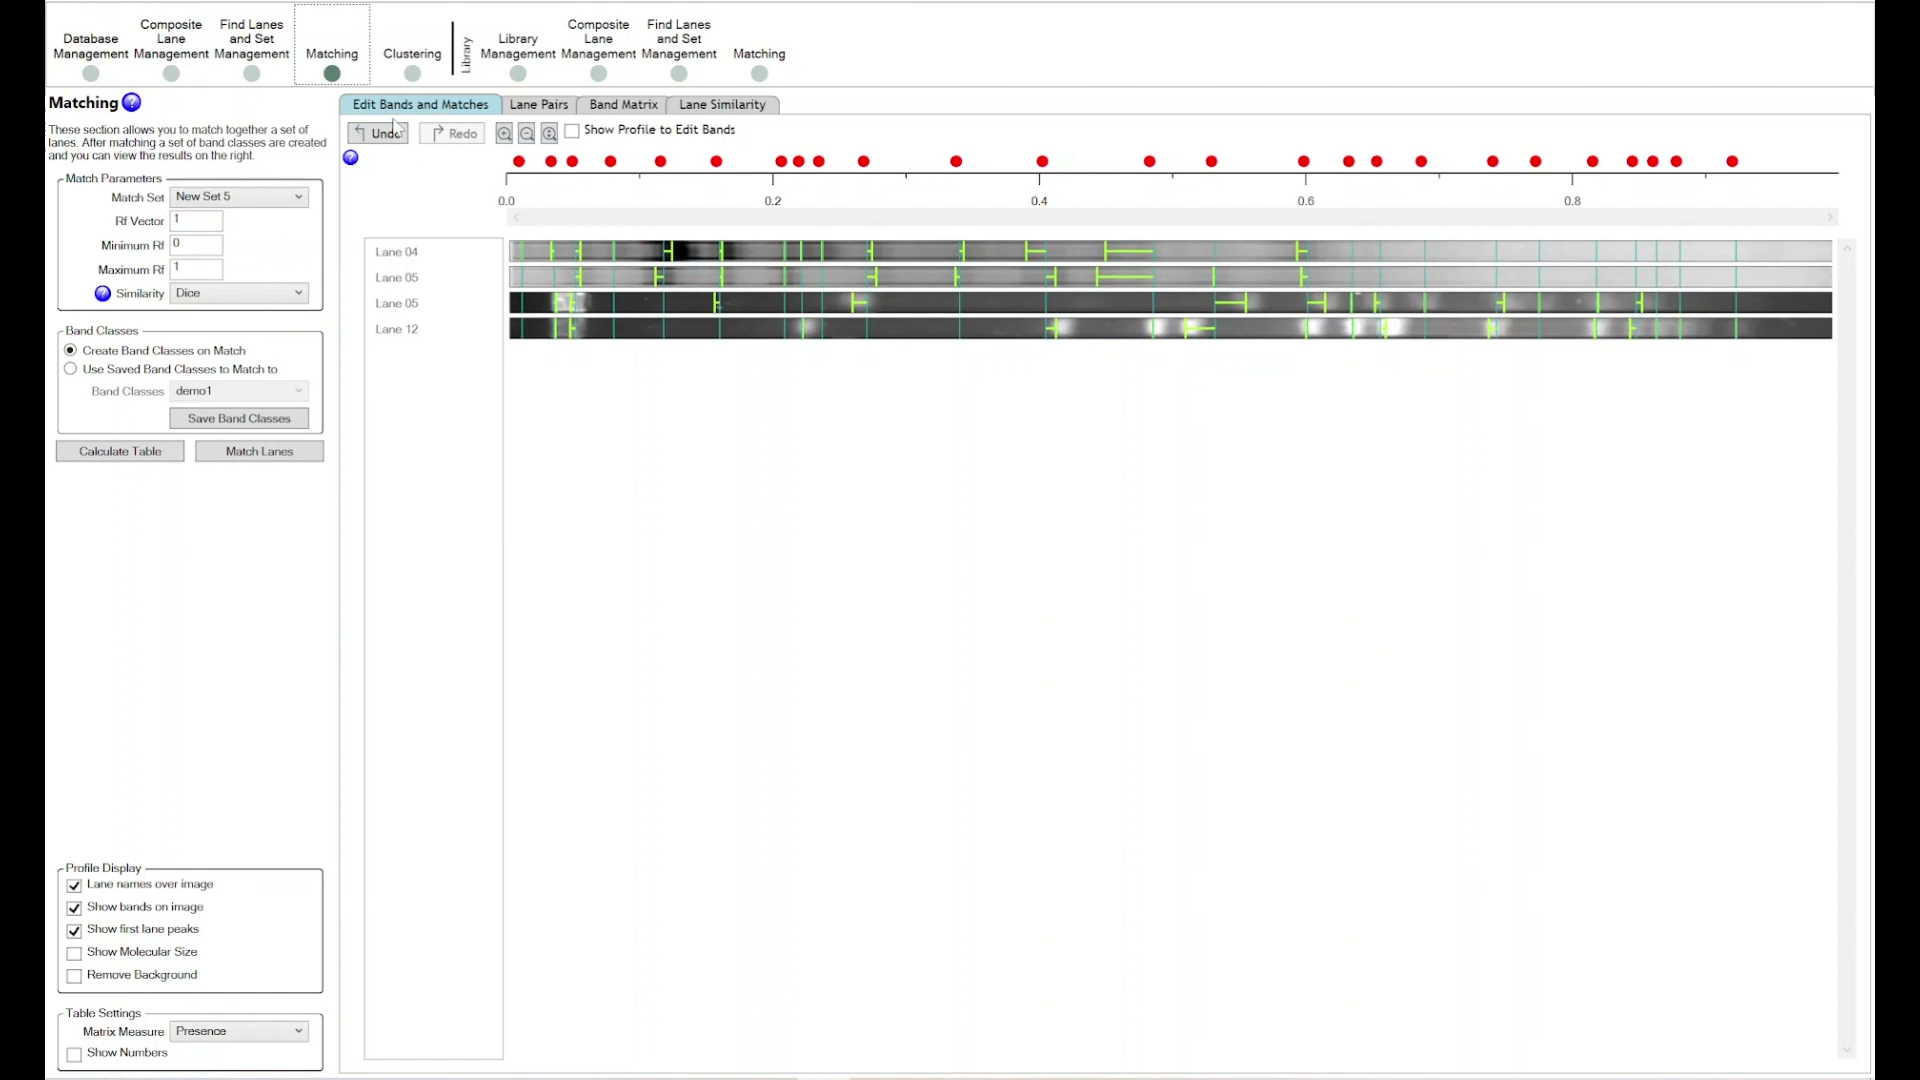 Database Management
Composite Lane Management
Find Lanes and Set Management
Matching
Clustering
Library
Library Management
Composite Lane Management
Find Lanes and Set Management
Matching
Matching
These section allows you to match together a set of
lanes. After matching a set of band classes are created
and you can view the results on the right.
Match Parameters
Match Set New Set 5
Rf Vector 1
Minimum Rf 0
Maximum Rf 1
Similarity Dice
Band Classes
Create Band Classes on Match
Use Saved Band Classes to Match to
Band Classes demo1
Save Band Classes
Calculate Table Match Lanes
Profile Display
Lane names over image
Show bands on image
Show first lane peaks
Show Molecular Size
Remove Background
Table Settings
Matrix Measure Presence
Show Numbers
Edit Bands and Matches Lane Pairs Band Matrix Lane Similarity
Undo Redo Show Profile to Edit Bands
0.0 0.2 0.4 0.6 0.8
Lane 04
Lane 05
Lane 05
Lane 12